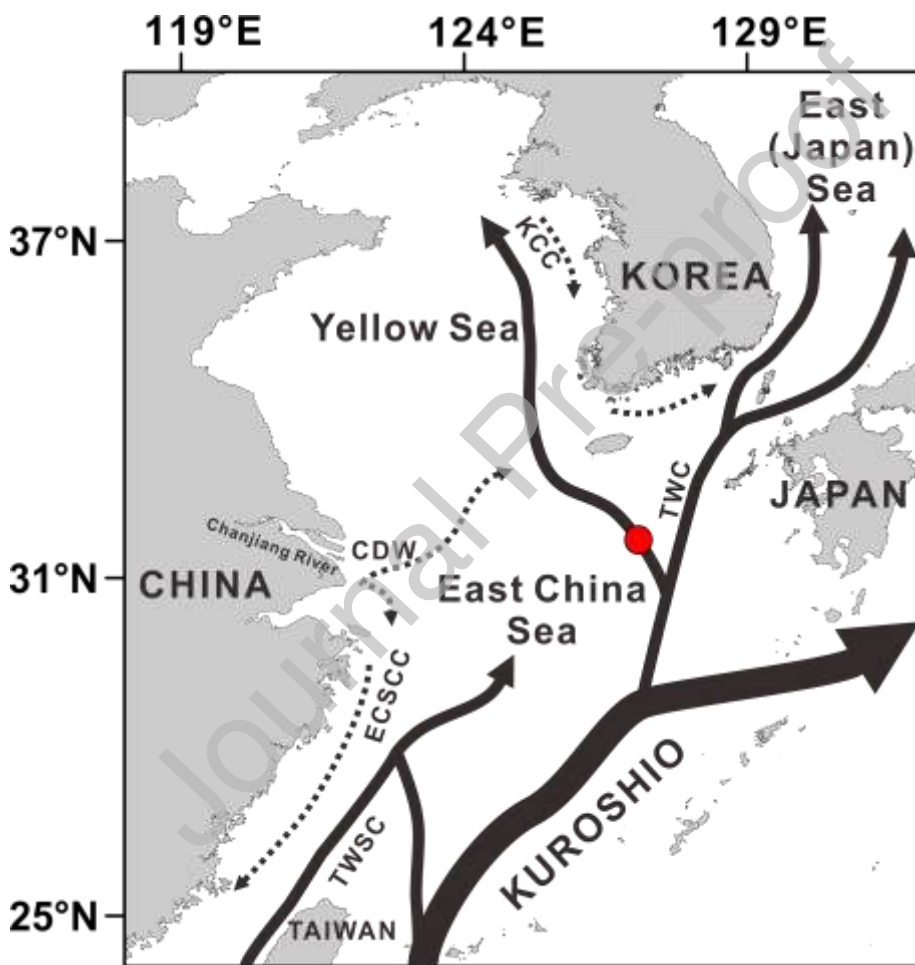 119°E 124°E 129°E
East
(Japan)
Sea
37°N
KCC
KOREA
Yellow Sea
TWC
JAPAN
Chanjiang River
CDW
31°N
CHINA
East China
Sea
ECSCC
KUROSHIO
TWSC
25°N
TAIWAN
Journal Pre-proof